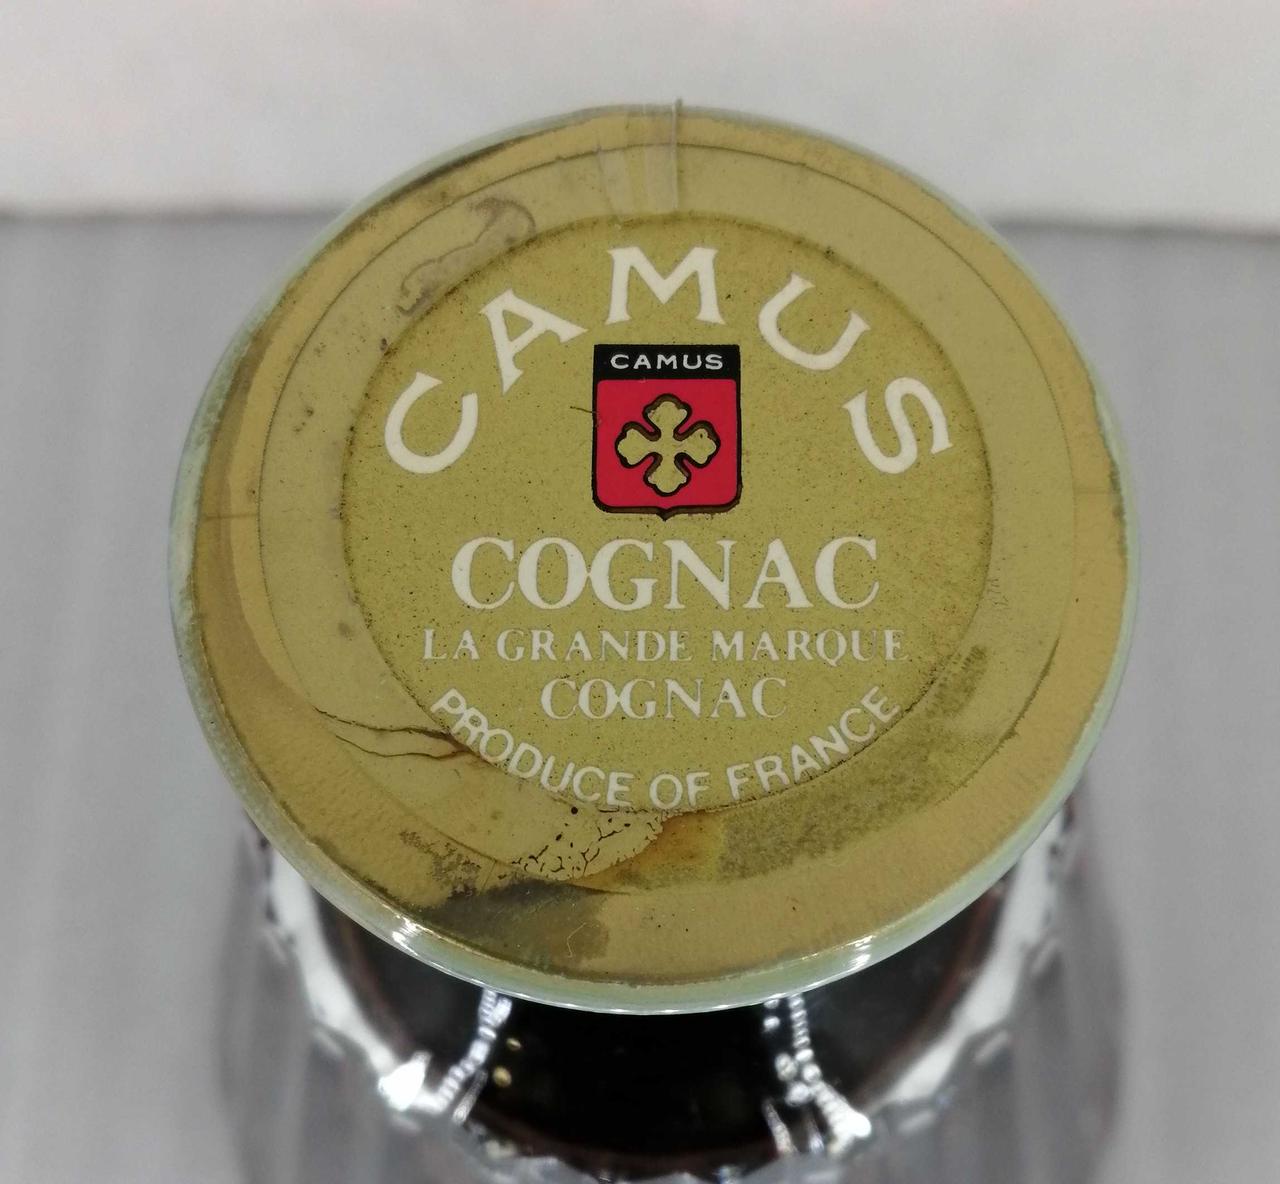 CAMUS
CAMUS
COGNAC
LA GRANDE MARQUE
COGNAC
PRODUCE OF FRANCE